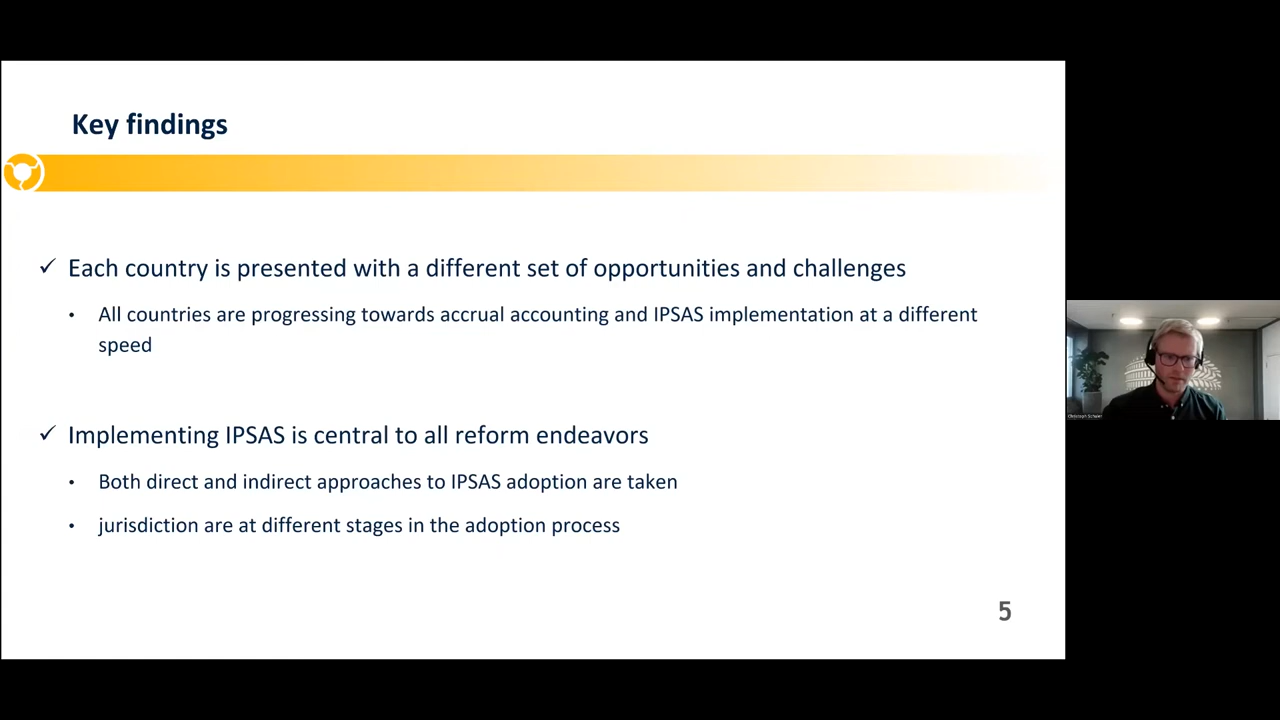 Key findings
✓ Each country is presented with a different set of opportunities and challenges
• All countries are progressing towards accrual accounting and IPSAS implementation at a different
speed
✓ Implementing IPSAS is central to all reform endeavors
• Both direct and indirect approaches to IPSAS adoption are taken
• jurisdiction are at different stages in the adoption process
5